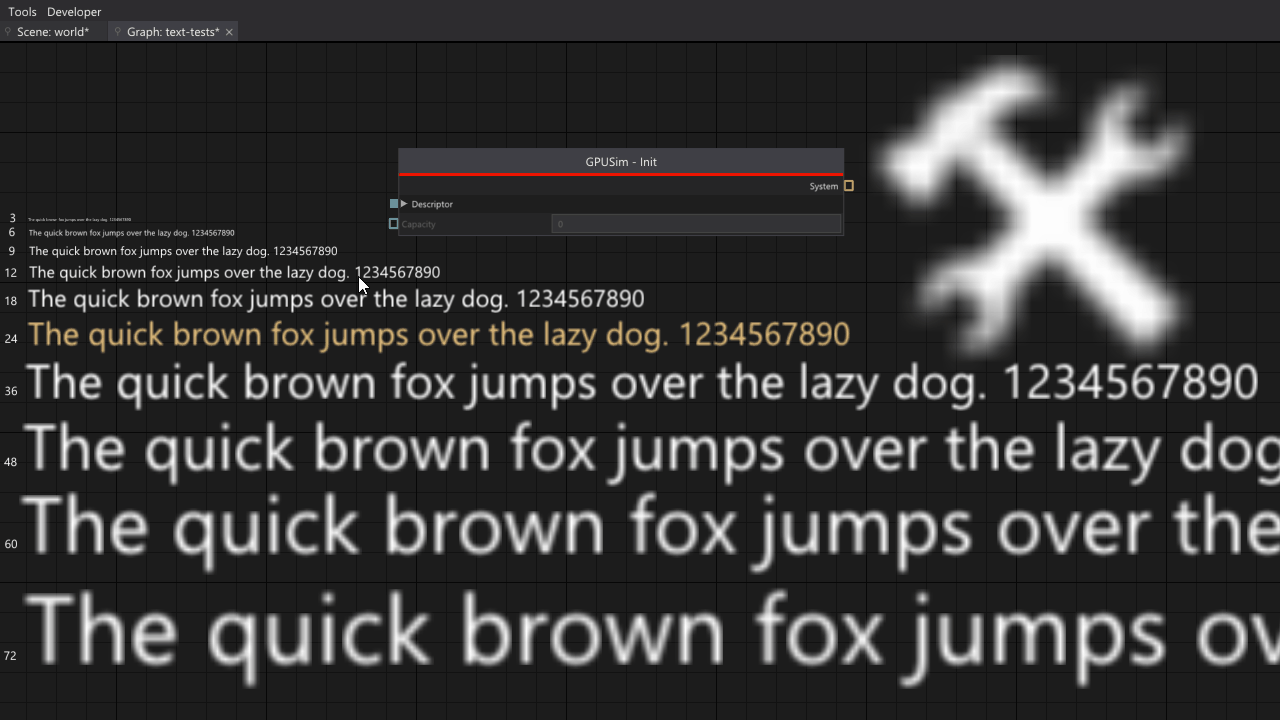 Tools Developer
Scene: world* Graph: text-tests*
GPUSim - Init
System
Descriptor
Capacity 0
3 The quick brown fox jumps over the lazy dog. 1234567890
6 The quick brown fox jumps over the lazy dog. 1234567890
9 The quick brown fox jumps over the lazy dog. 1234567890
12 The quick brown fox jumps over the lazy dog. 1234567890
18 The quick brown fox jumps over the lazy dog. 1234567890
24 The quick brown fox jumps over the lazy dog. 1234567890
36 The quick brown fox jumps over the lazy dog. 1234567890
48 The quick brown fox jumps over the lazy dog
60 The quick brown fox jumps over the
72 The quick brown fox jumps ov